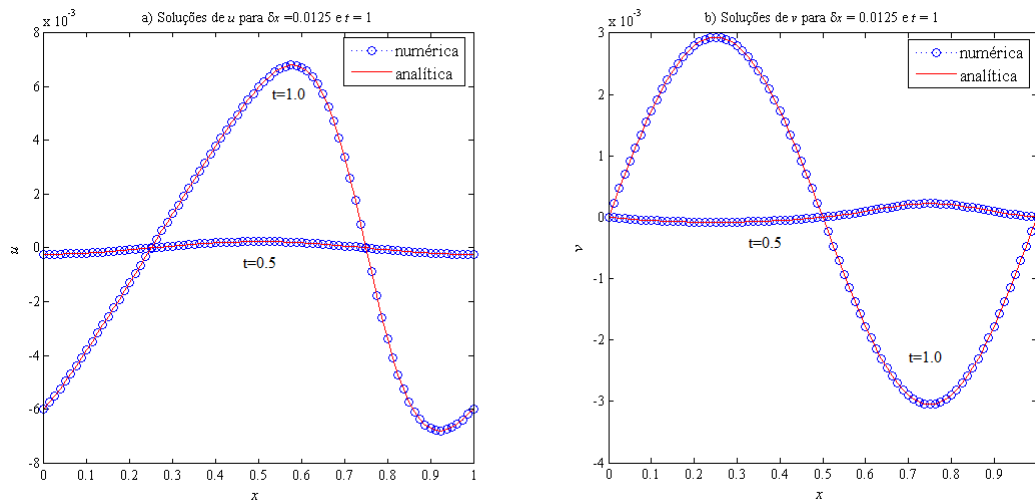 a) Soluções de u para δx =0.0125 e t = 1
x 10⁻³
8
6
4
2
0
-2
-4
-6
-8
u
numérica
analítica
t=1.0
t=0.5
0 0.1 0.2 0.3 0.4 0.5 0.6 0.7 0.8 0.9 1
x
b) Soluções de v para δx = 0.0125 e t = 1
x 10⁻³
3
2
1
0
-1
-2
-3
-4
v
numérica
analítica
t=0.5
t=1.0
0 0.1 0.2 0.3 0.4 0.5 0.6 0.7 0.8 0.9
x